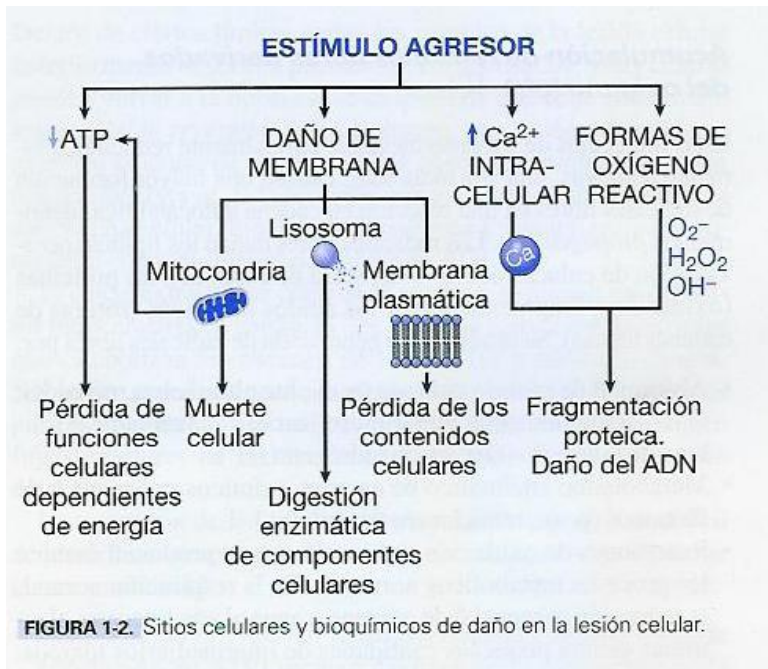 ESTÍMULO AGRESOR
↓ATP
DAÑO DE
MEMBRANA
↑ Ca²⁺
INTRA-
CELULAR
FORMAS DE
OXÍGENO
REACTIVO
O₂⁻
H₂O₂
OH⁻
Lisosoma
Mitocondria
Membrana
plasmática
Ca
Pérdida de
funciones
celulares
dependientes
de energía
Muerte
celular
Pérdida de los
contenidos
celulares
Fragmentación
proteica.
Daño del ADN
Digestión
enzimática
de componentes
celulares
FIGURA 1-2. Sitios celulares y bioquímicos de daño en la lesión celular.